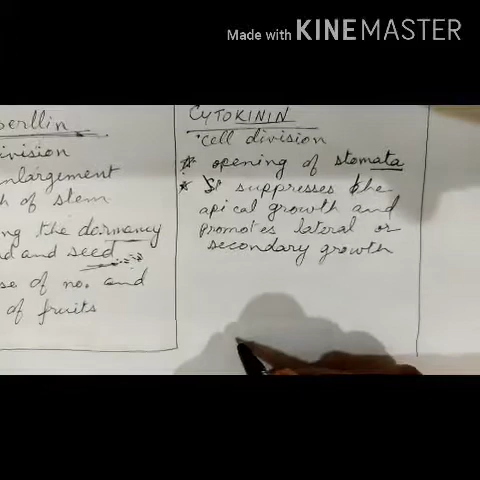 Made with KINEMASTER
berllin
ivision
nlargement
h of stem
ng the dormancy
d and seed
se of no. and
of fruits
CYTOKININ
cell division
opening of stomata
suppresses the
apical growth and
promotes lateral or
secondary growth